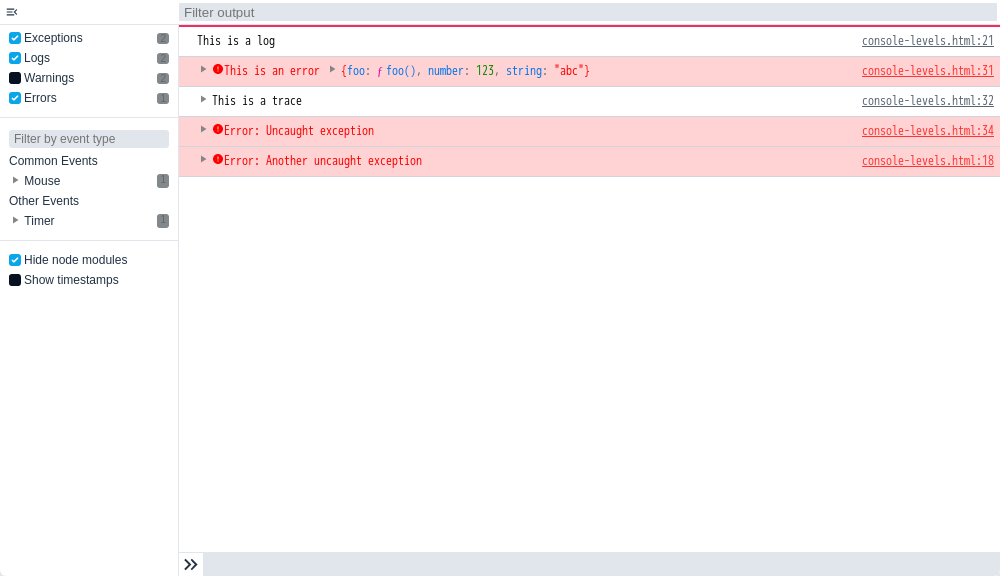 Filter output
Exceptions 2
Logs 2
Warnings 2
Errors 1
Filter by event type
Common Events
Mouse 1
Other Events
Timer 1
Hide node modules
Show timestamps
This is a log console-levels.html:21
This is an error {foo: ƒ foo(), number: 123, string: "abc"} console-levels.html:31
This is a trace console-levels.html:32
Error: Uncaught exception console-levels.html:34
Error: Another uncaught exception console-levels.html:18